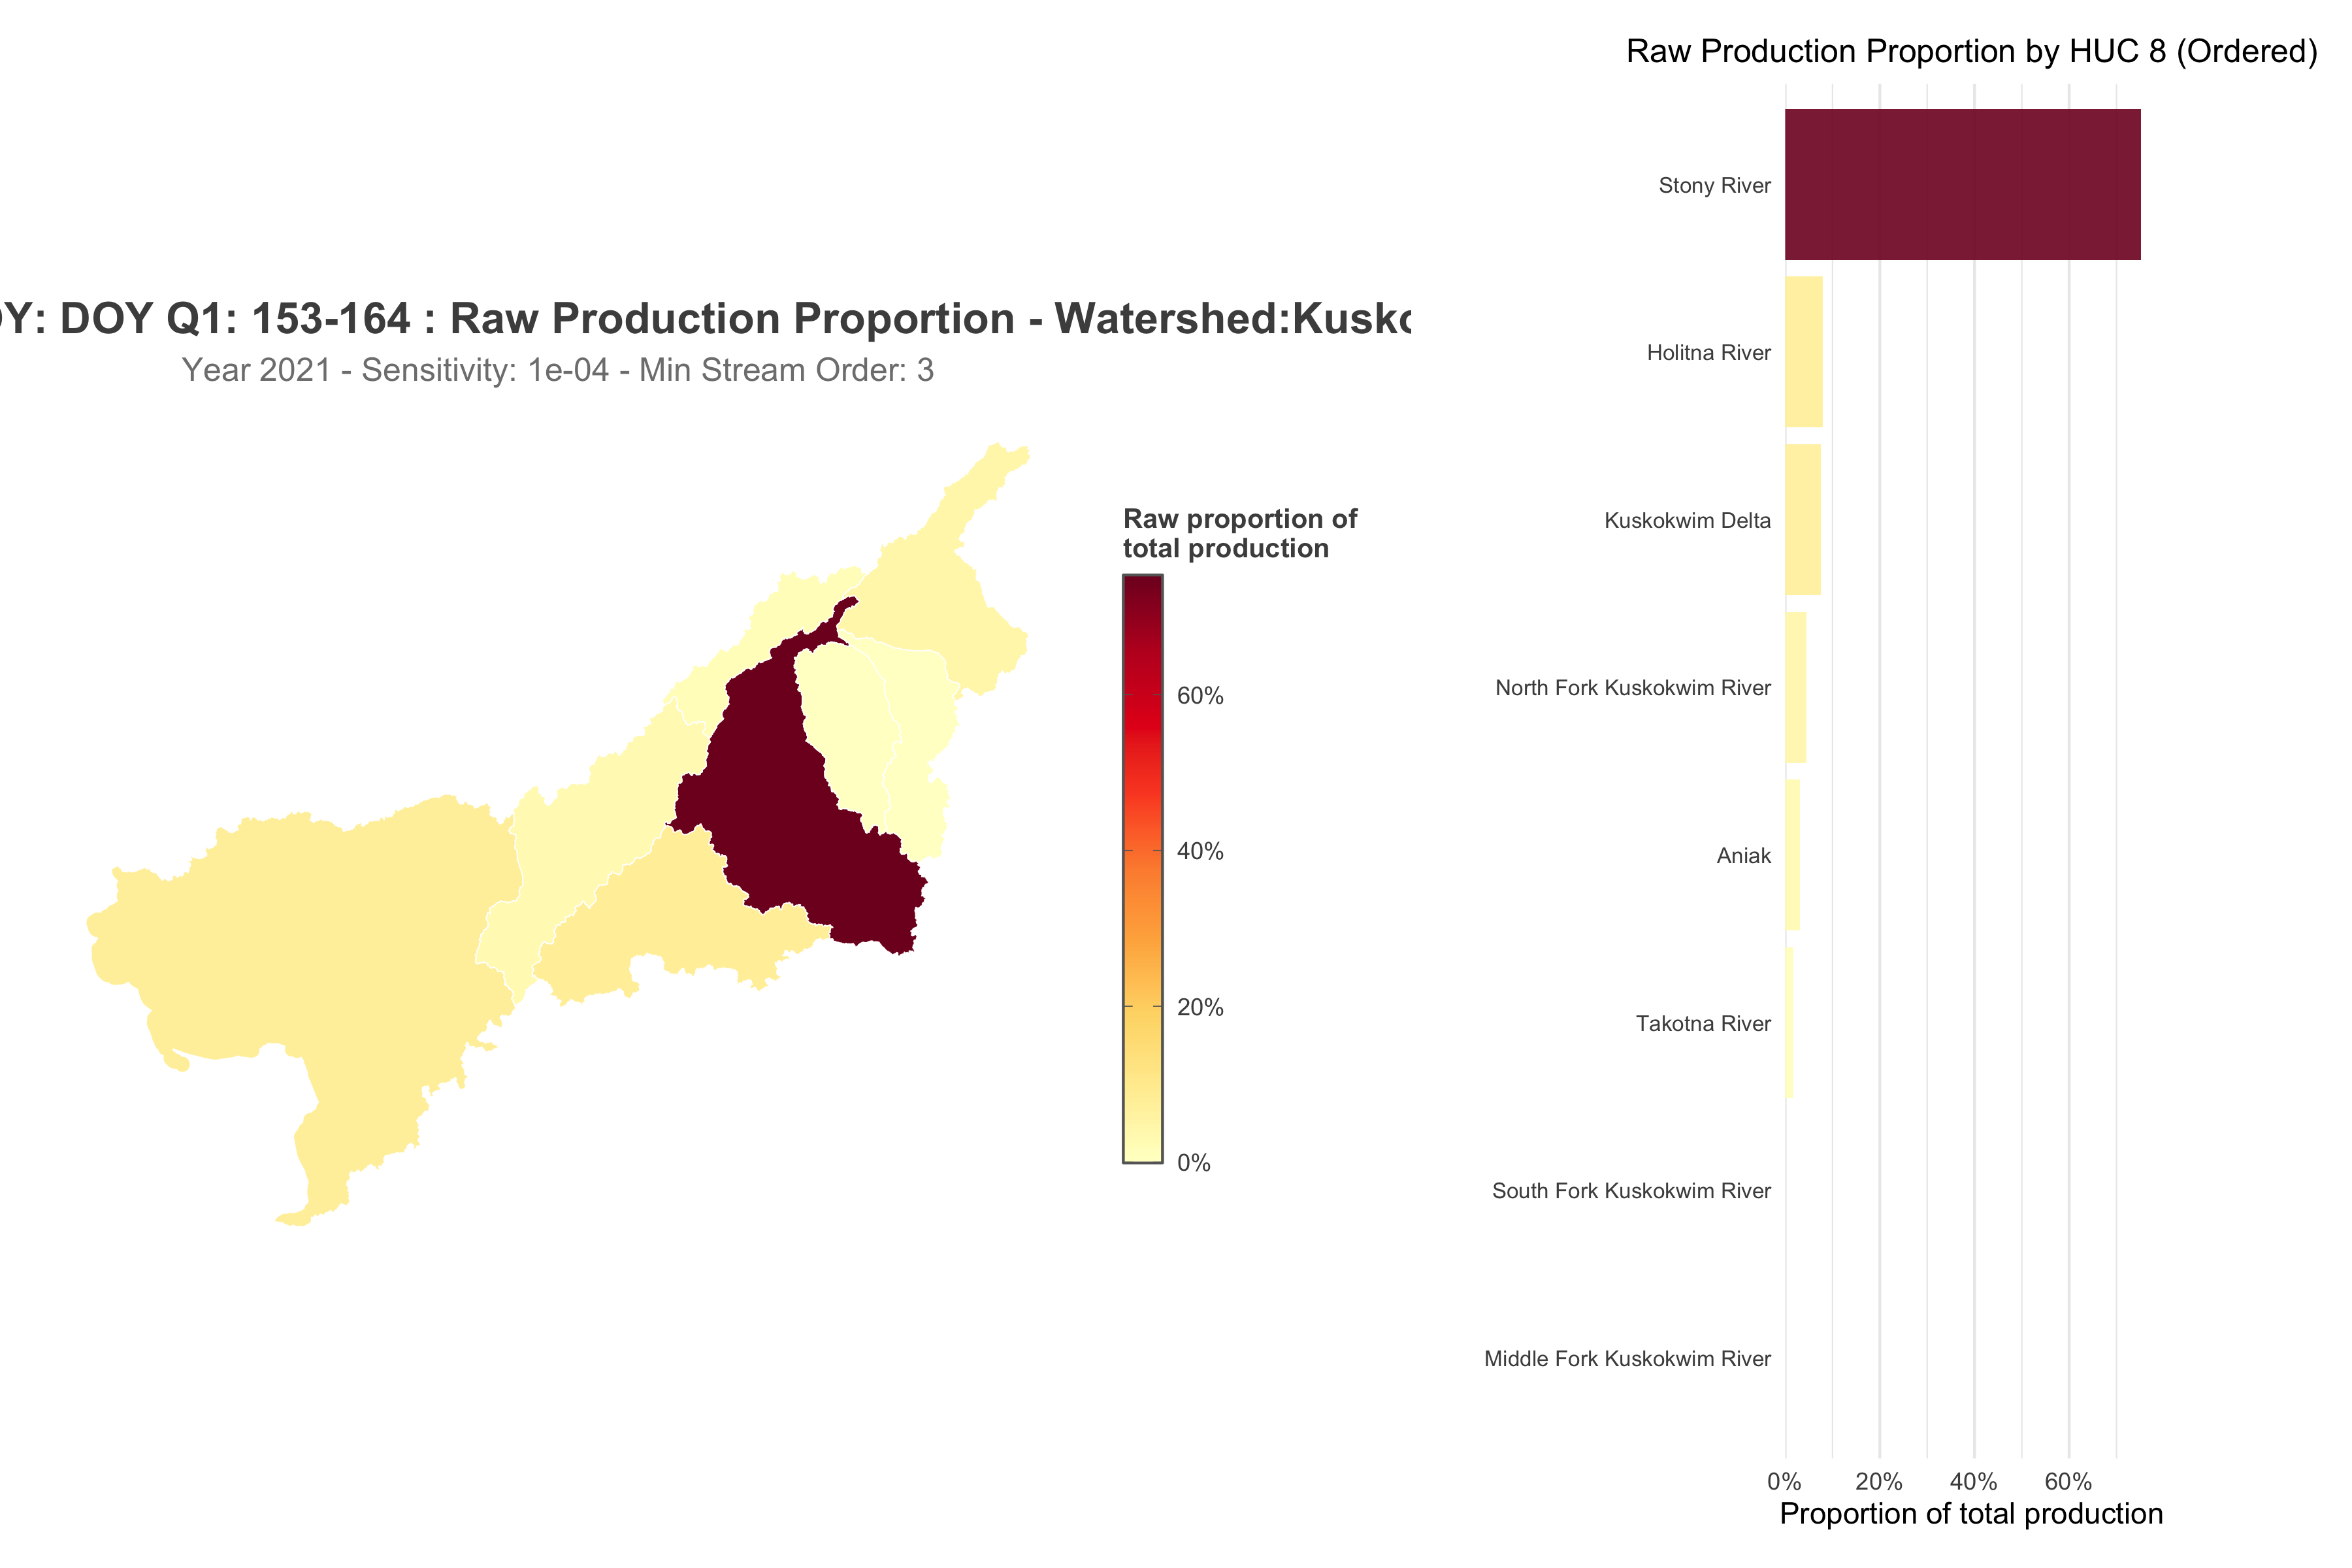 DOY: DOY Q1: 153-164 : Raw Production Proportion - Watershed:Kusko
Year 2021 - Sensitivity: 1e-04 - Min Stream Order: 3
Raw proportion of
total production
60%
40%
20%
0%
Raw Production Proportion by HUC 8 (Ordered)
Stony River
Holitna River
Kuskokwim Delta
North Fork Kuskokwim River
Aniak
Takotna River
South Fork Kuskokwim River
Middle Fork Kuskokwim River
0% 20% 40% 60%
Proportion of total production